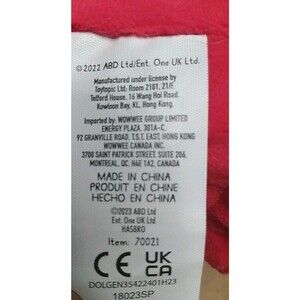 ©2022 ABD Ltd/Ent. One UK Ltd.
Manufactured under license by
Toytopic Ltd. Room 2181, 21/F,
Telford House, 16 Wang Hoi Road,
Kowloon Bay, KL, Hong Kong.
Imported by: WOWWEE GROUP LIMITED
ENERGY PLAZA, 301A-C,
92 GRANVILLE ROAD, T.S.T. EAST, HONG KONG
WOWWEE CANADA INC.
3700 SAINT PATRICK STREET, SUITE 206,
MONTREAL, QC, H4E 1A2, CANADA
MADE IN CHINA
PRODUIT EN CHINE
HECHO EN CHINA
©2023 ABD Ltd
Ent. One UK Ltd
HASBRO
Item: 70021
CE UK
CA
DOLGEN35422401H23
18023SP